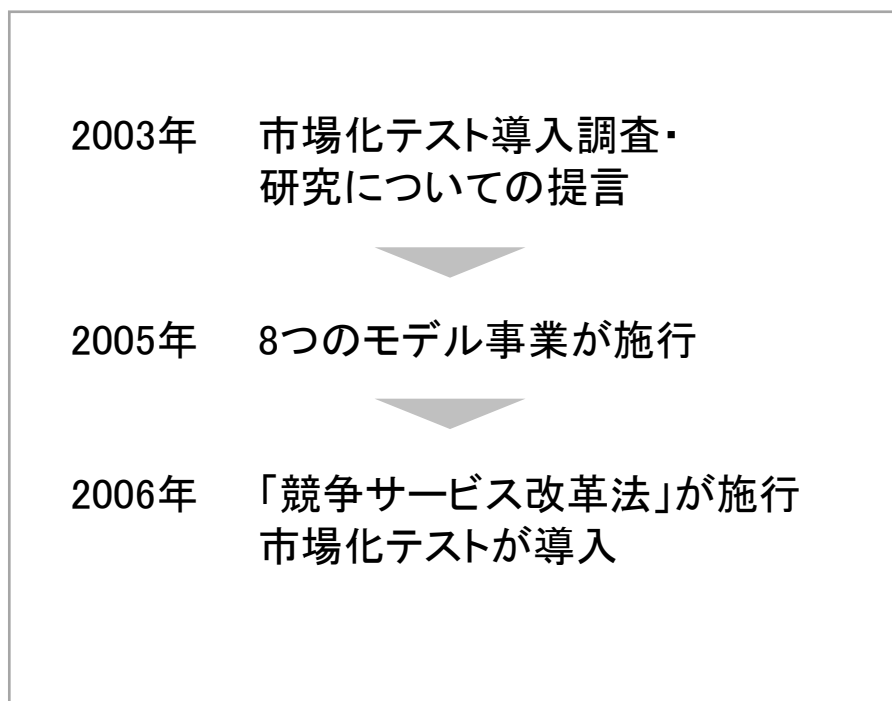 2003年 市場化テスト導入調査・
研究についての提言
2005年 8つのモデル事業が施行
2006年 「競争サービス改革法」が施行
市場化テストが導入